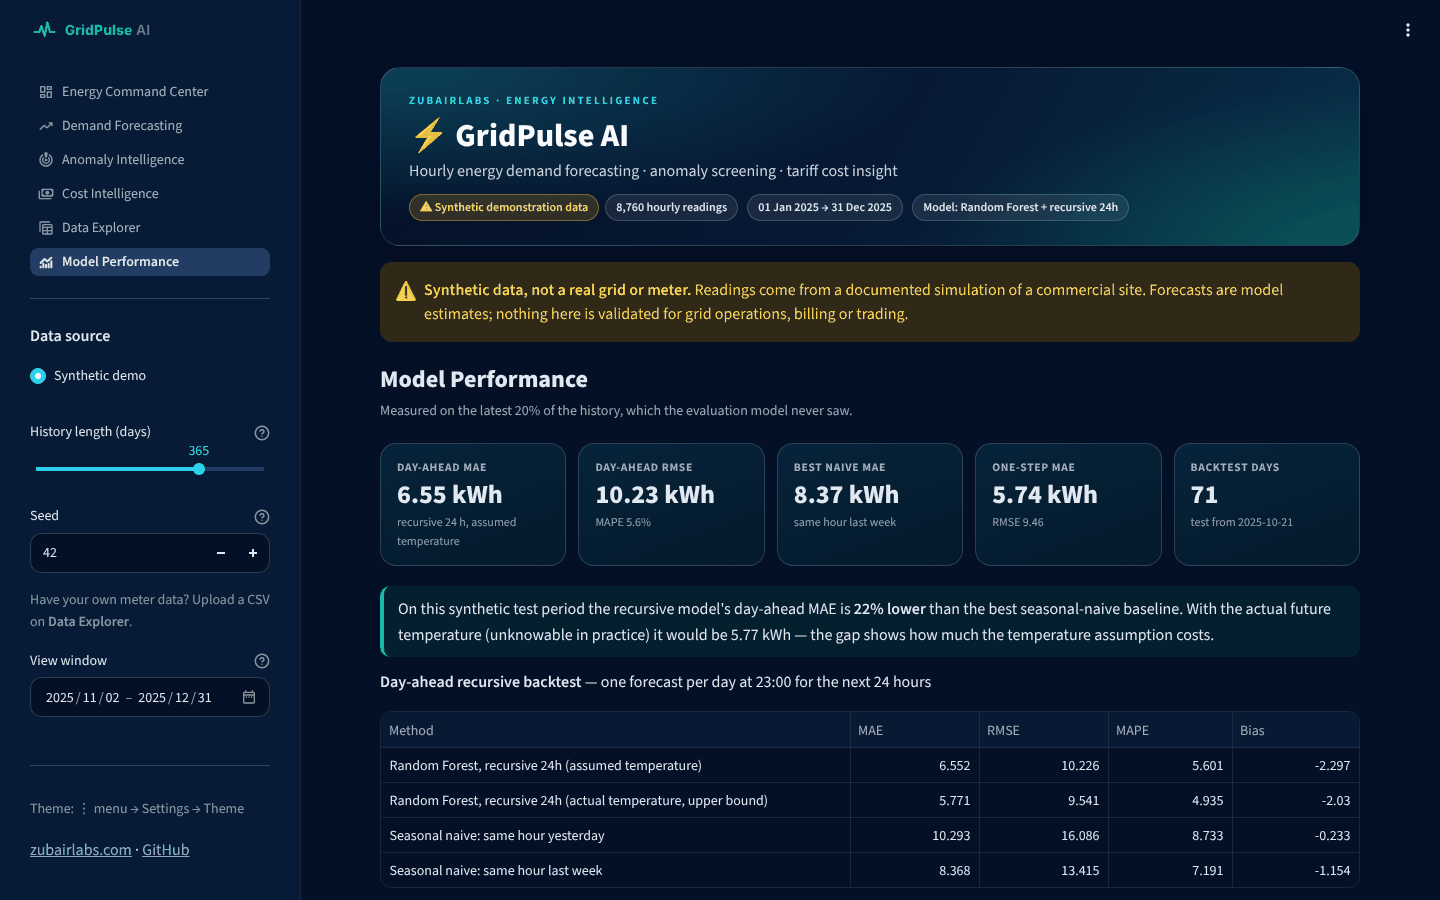 GridPulse AI
Energy Command Center
Demand Forecasting
Anomaly Intelligence
Cost Intelligence
Data Explorer
Model Performance
Data source
Synthetic demo
History length (days)
365
Seed
42
Have your own meter data? Upload a CSV
on Data Explorer.
View window
2025/11/02 – 2025/12/31
Theme: ⋮ menu → Settings → Theme
zubairlabs.com · GitHub
ZUBAIRLABS · ENERGY INTELLIGENCE
⚡ GridPulse AI
Hourly energy demand forecasting · anomaly screening · tariff cost insight
⚠ Synthetic demonstration data
8,760 hourly readings
01 Jan 2025 → 31 Dec 2025
Model: Random Forest + recursive 24h
⚠️ Synthetic data, not a real grid or meter. Readings come from a documented simulation of a commercial site. Forecasts are model
estimates; nothing here is validated for grid operations, billing or trading.
Model Performance
Measured on the latest 20% of the history, which the evaluation model never saw.
DAY-AHEAD MAE
6.55 kWh
recursive 24 h, assumed
temperature
DAY-AHEAD RMSE
10.23 kWh
MAPE 5.6%
BEST NAIVE MAE
8.37 kWh
same hour last week
ONE-STEP MAE
5.74 kWh
RMSE 9.46
BACKTEST DAYS
71
test from 2025-10-21
On this synthetic test period the recursive model's day-ahead MAE is 22% lower than the best seasonal-naive baseline. With the actual future
temperature (unknowable in practice) it would be 5.77 kWh — the gap shows how much the temperature assumption costs.
Day-ahead recursive backtest — one forecast per day at 23:00 for the next 24 hours
Method MAE RMSE MAPE Bias
Random Forest, recursive 24h (assumed temperature) 6.552 10.226 5.601 -2.297
Random Forest, recursive 24h (actual temperature, upper bound) 5.771 9.541 4.935 -2.03
Seasonal naive: same hour yesterday 10.293 16.086 8.733 -0.233
Seasonal naive: same hour last week 8.368 13.415 7.191 -1.154